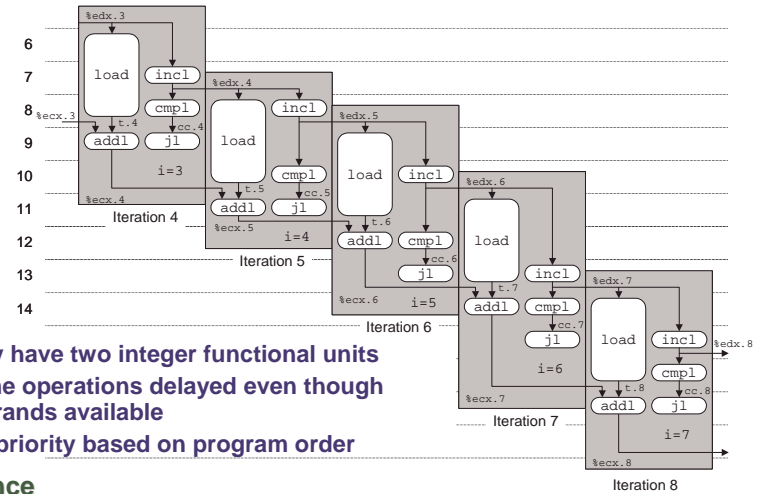 %edx.3
6
load
7
incl
%edx.4
8
%ecx.3
t.4
cmpl
cc.4
load
incl
%edx.5
9
addl
jl
load
10
i=3
cmpl
incl
%edx.6
11
%ecx.4
Iteration 4
t.5
addl
cc.5
jl
t.6
load
12
%ecx.5
i=4
addl
cmpl
Iteration 5
cc.6
13
jl
incl
%edx.7
14
%ecx.6
i=5
t.7
addl
cmpl
load
Iteration 6
cc.7
jl
incl
%edx.8
y have two integer functional units
i=6
cmpl
ne operations delayed even though
rands available
%ecx.7
t.8
addl
cc.8
jl
priority based on program order
Iteration 7
i=7
nce
%ecx.8
Iteration 8